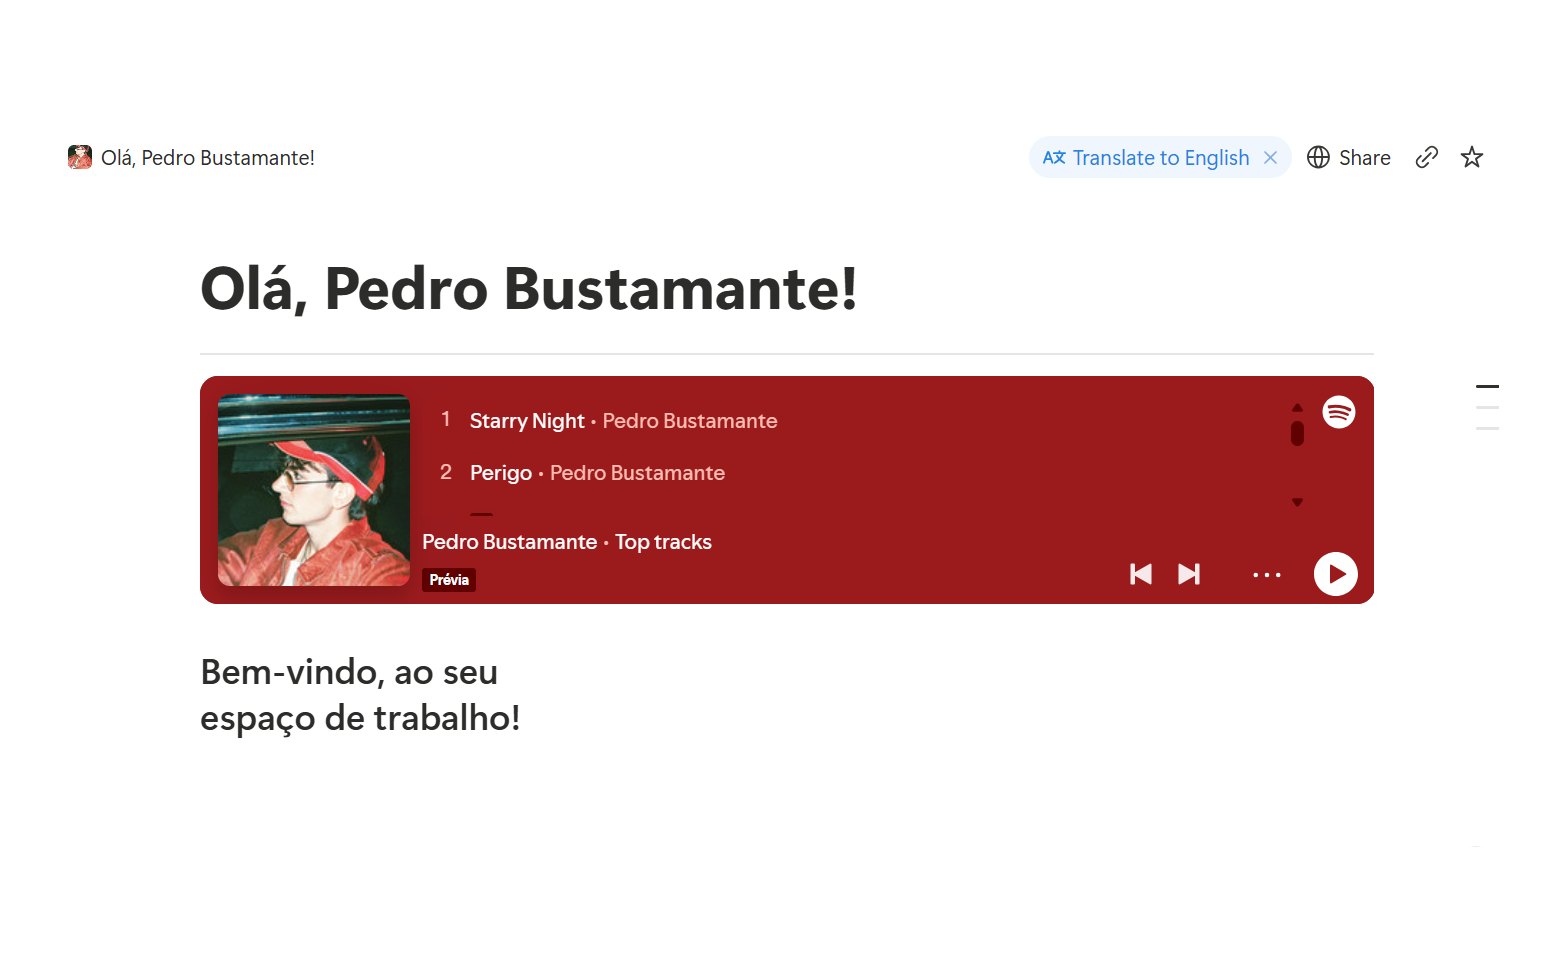 Olá, Pedro Bustamante!
Translate to English
Share
Olá, Pedro Bustamante!
1 Starry Night • Pedro Bustamante
2 Perigo • Pedro Bustamante
Pedro Bustamante • Top tracks
Prévia
Bem-vindo, ao seu
espaço de trabalho!